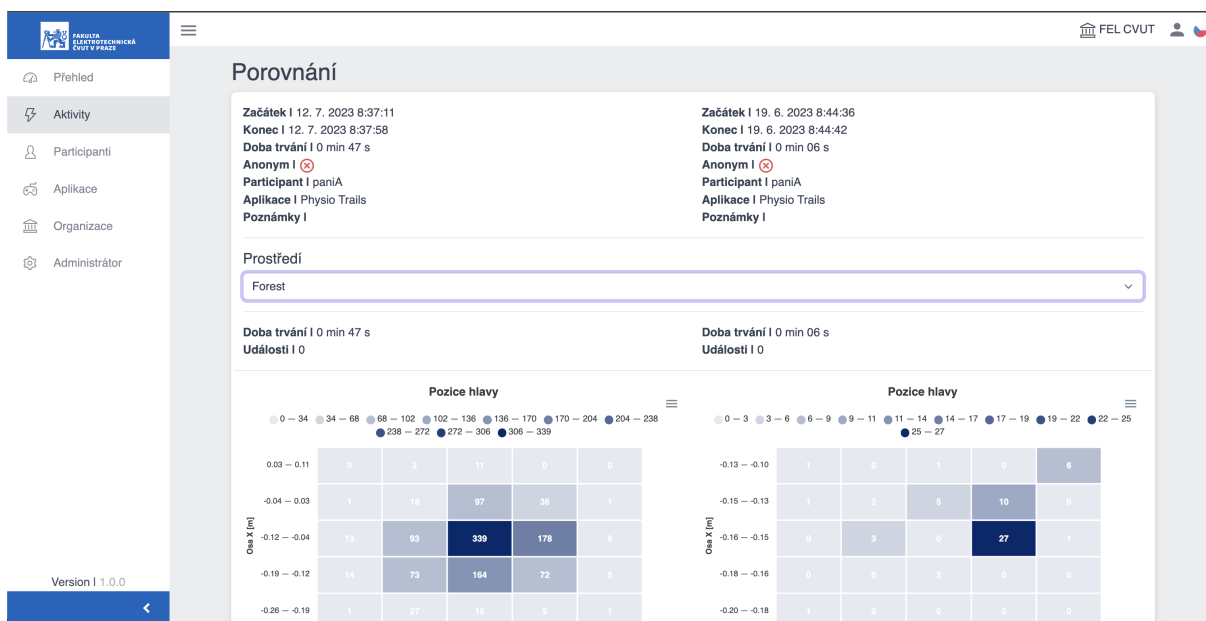 FAKULTA
ELEKTROTECHNICKÁ
ČVUT V PRAZE
FEL CVUT
Přehled
Aktivity
Participanti
Aplikace
Organizace
Administrátor
Version | 1.0.0
Porovnání
Začátek | 12. 7. 2023 8:37:11
Konec | 12. 7. 2023 8:37:58
Doba trvání | 0 min 47 s
Anonym |
Participant | paniA
Aplikace | Physio Trails
Poznámky |
Začátek | 19. 6. 2023 8:44:36
Konec | 19. 6. 2023 8:44:42
Doba trvání | 0 min 06 s
Anonym |
Participant | paniA
Aplikace | Physio Trails
Poznámky |
Prostředí
Forest
Doba trvání | 0 min 47 s
Události | 0
Doba trvání | 0 min 06 s
Události | 0
Pozice hlavy
0 — 34 34 — 68 68 — 102 102 — 136 136 — 170 170 — 204 204 — 238
238 — 272 272 — 306 306 — 339
Osa X [m]
0.03 — 0.11 0 2 11 0 0
-0.04 — 0.03 1 19 97 36 1
-0.12 — -0.04 13 93 339 178 9
-0.19 — -0.12 14 73 164 72 5
-0.26 — -0.19 1 27 16 6 1
Pozice hlavy
0 — 3 3 — 6 6 — 9 9 — 11 11 — 14 14 — 17 17 — 19 19 — 22 22 — 25
25 — 27
Osa X [m]
-0.13 — -0.10 1 0 1 0 6
-0.15 — -0.13 1 2 5 10 0
-0.16 — -0.15 0 3 0 27 1
-0.18 — -0.16 0 0 2 0 0
-0.20 — -0.18 1 0 0 0 0